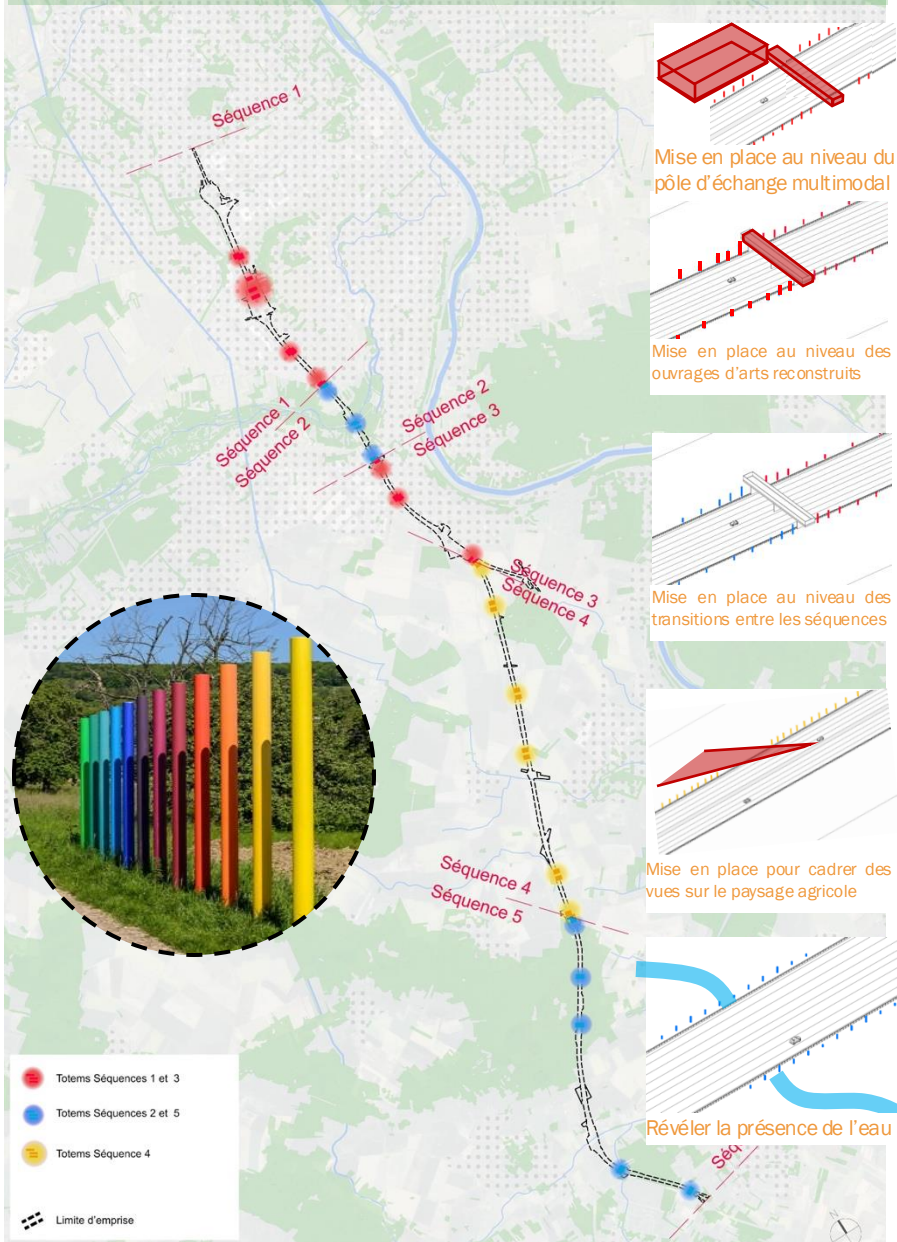 Séquence 1
Séquence 1
Séquence 2
Séquence 2
Séquence 3
Séquence 3
Séquence 4
Séquence 4
Séquence 5
Mise en place au niveau du
pôle d'échange multimodal
Mise en place au niveau des
ouvrages d'arts reconstruits
Mise en place au niveau des
transitions entre les séquences
Mise en place pour cadrer des
vues sur le paysage agricole
Révéler la présence de l'eau
Totems Séquences 1 et 3
Totems Séquences 2 et 5
Totems Séquence 4
Limite d'emprise